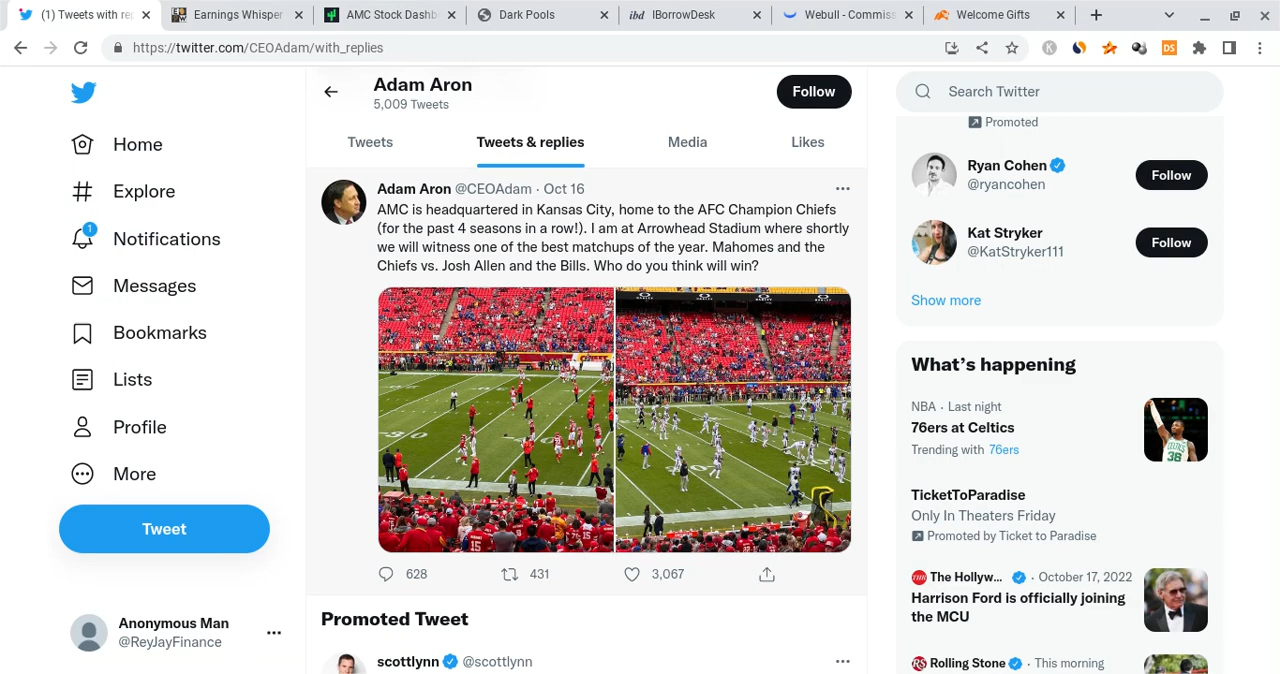 (1) Tweets with rep
Earnings Whisper
AMC Stock Dashb
Dark Pools
ibd IBorrowDesk
Webull - Commiss
Welcome Gifts
https://twitter.com/CEOAdam/with_replies
DS
Home
Explore
1
Notifications
Messages
Bookmarks
Lists
Profile
More
Tweet
Anonymous Man
@ReyJayFinance
Adam Aron
5,009 Tweets
Follow
Tweets
Tweets & replies
Media
Likes
Adam Aron @CEOAdam · Oct 16
AMC is headquartered in Kansas City, home to the AFC Champion Chiefs
(for the past 4 seasons in a row!). I am at Arrowhead Stadium where shortly
we will witness one of the best matchups of the year. Mahomes and the
Chiefs vs. Josh Allen and the Bills. Who do you think will win?
628
431
3,067
Promoted Tweet
scottlynn @scottlynn
Search Twitter
Promoted
Ryan Cohen
@ryancohen
Follow
Kat Stryker
@KatStryker111
Follow
Show more
What's happening
NBA · Last night
76ers at Celtics
Trending with 76ers
TicketToParadise
Only In Theaters Friday
Promoted by Ticket to Paradise
The Hollyw... · October 17, 2022
Harrison Ford is officially joining
the MCU
Rolling Stone · This morning